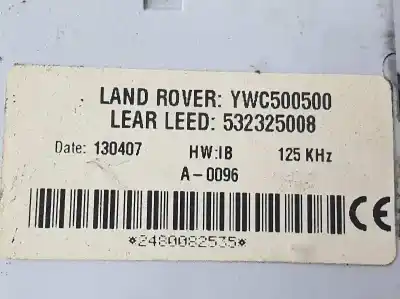 LAND ROVER: YWC500500
LEAR LEED: 532325008
Date: 130407 HW:IB 125 KHz
A-0096
CE
*2480082535*